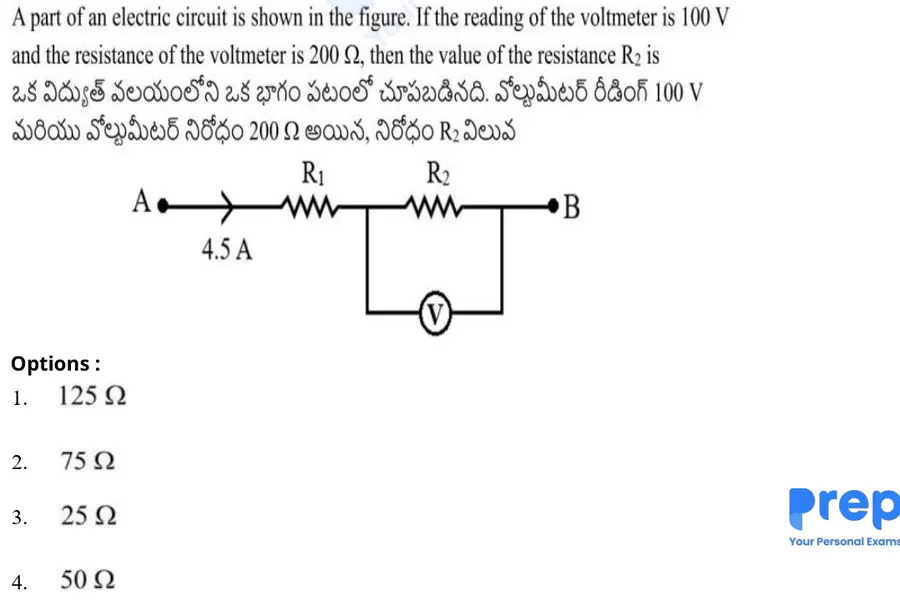 A part of an electric circuit is shown in the figure. If the reading of the voltmeter is 100 V
and the resistance of the voltmeter is 200 Ω, then the value of the resistance R₂ is
ఒక విద్యుత్ వలయంలోని ఒక భాగం పటంలో చూపబడినది. వోల్టుమీటర్ రీడింగ్ 100 V
మరియు వోల్టుమీటర్ నిరోధం 200 Ω అయిన, నిరోధం R₂ విలువ
R₁ R₂
A B
4.5 A
V
Options :
1. 125 Ω
2. 75 Ω
3. 25 Ω
4. 50 Ω
Prep
Your Personal Exams